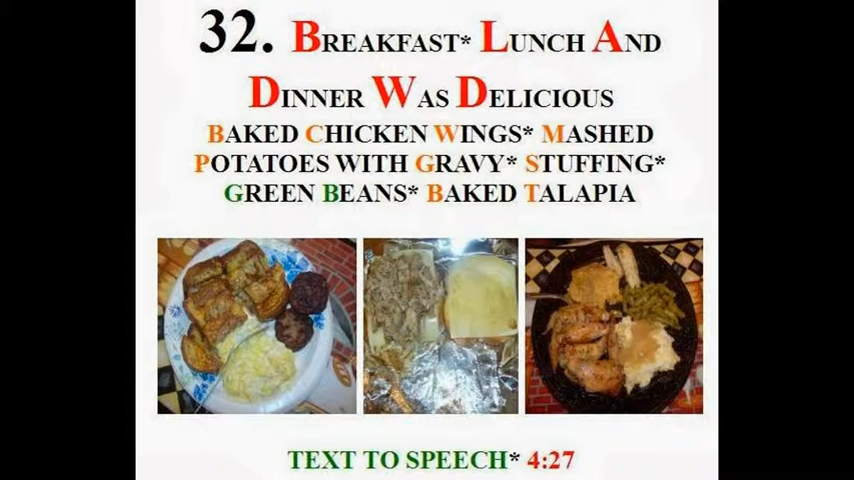 32. BREAKFAST* LUNCH AND
DINNER WAS DELICIOUS
BAKED CHICKEN WINGS* MASHED
POTATOES WITH GRAVY* STUFFING*
GREEN BEANS* BAKED TALAPIA
TEXT TO SPEECH* 4:27